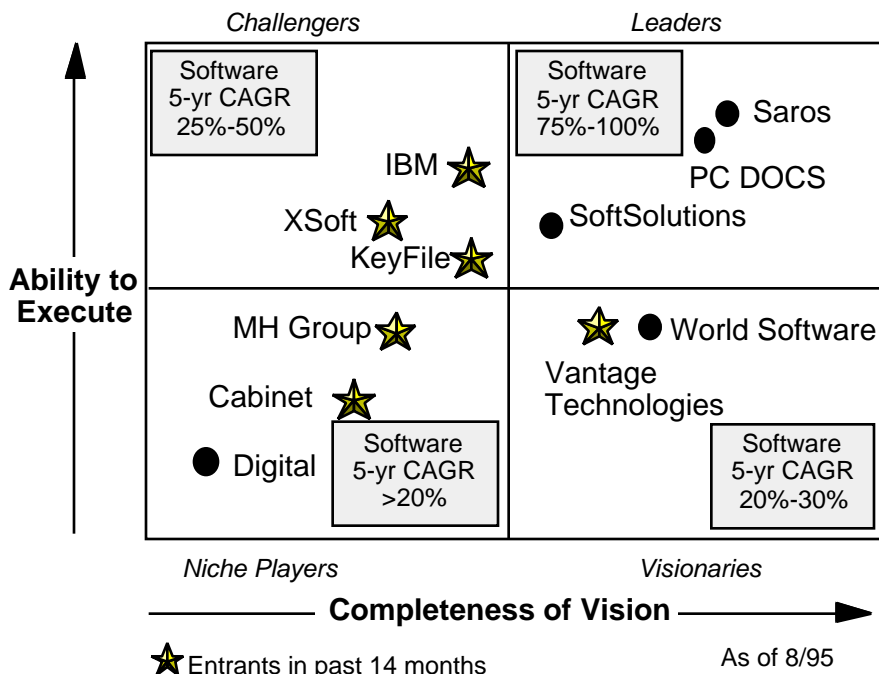 Challengers
Leaders
Software
5-yr CAGR
25%-50%
Software
5-yr CAGR
75%-100%
Saros
PC DOCS
IBM
XSoft
SoftSolutions
KeyFile
Ability to
Execute
MH Group
World Software
Vantage
Technologies
Cabinet
Digital
Software
5-yr CAGR
>20%
Software
5-yr CAGR
20%-30%
Niche Players
Visionaries
Completeness of Vision
Entrants in past 14 months
As of 8/95